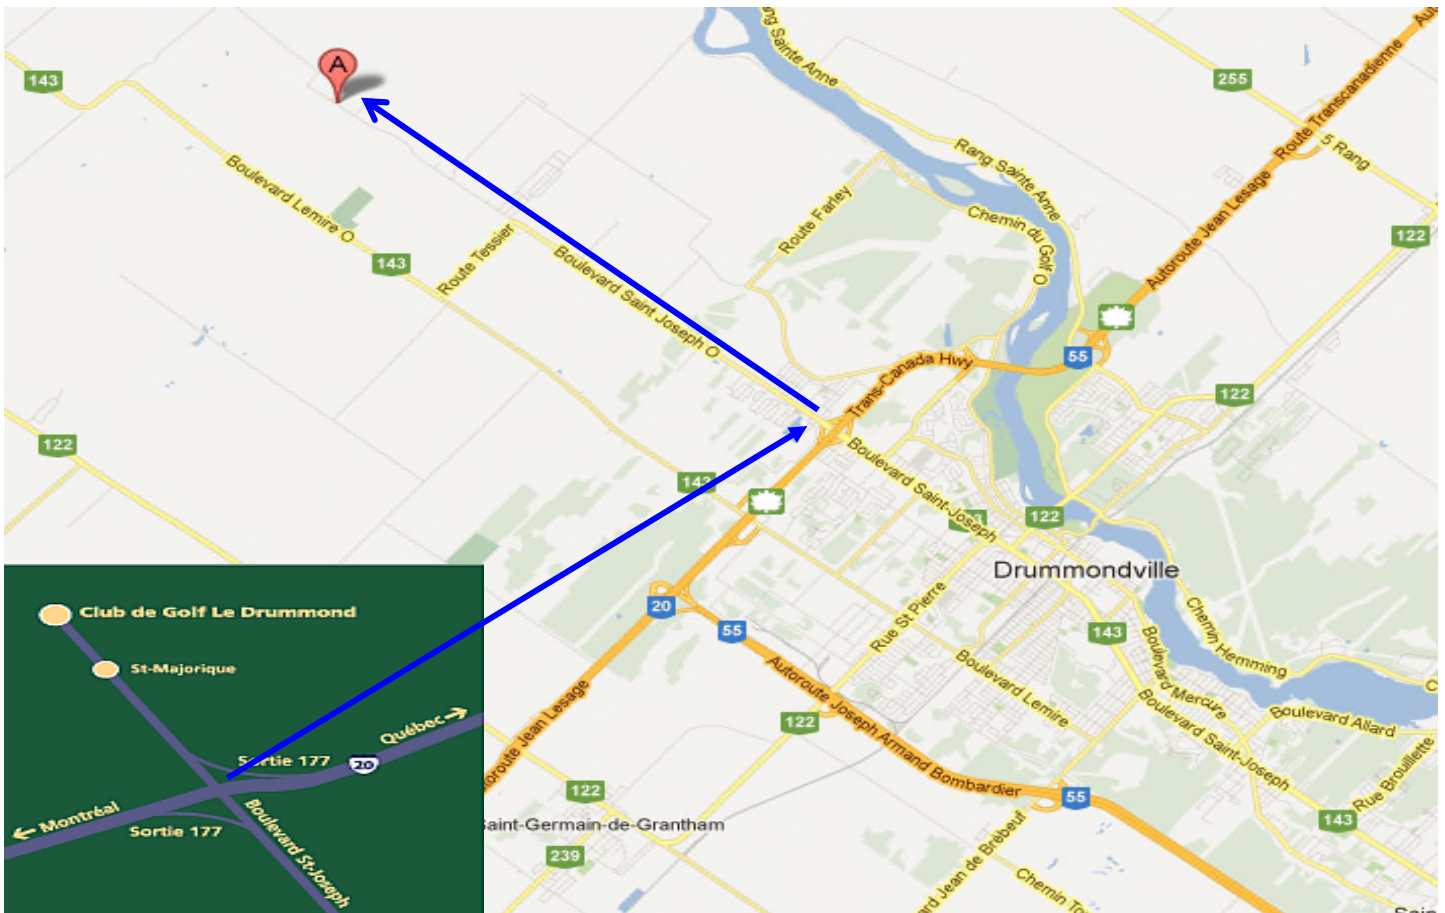 143
A
Rang Sainte Anne
255
Route Transcanadienne
5 Rang
Boulevard Lemire O
143
Route Tessier
Boulevard Saint Joseph O
Route Farley
Rang Sainte Anne
Chemin du Golf O
Autoroute Jean Lesage
122
55
Trans-Canada Hwy
122
122
143
Boulevard Saint-Joseph
122
Drummondville
20
55
Rue St Pierre
143
Chemin Hemming
Boulevard Mercure
Boulevard Lemire
Autoroute Joseph Armand Bombardier
122
Boulevard Allard
Boulevard Saint-Joseph
Rue Brouillette
143
55
122
Saint-Germain-de-Grantham
239
Jean de Brébeuf
Club de Golf Le Drummond
St-Majorique
Québec
Sortie 177
20
Montréal
Sortie 177
Boulevard St-Joseph